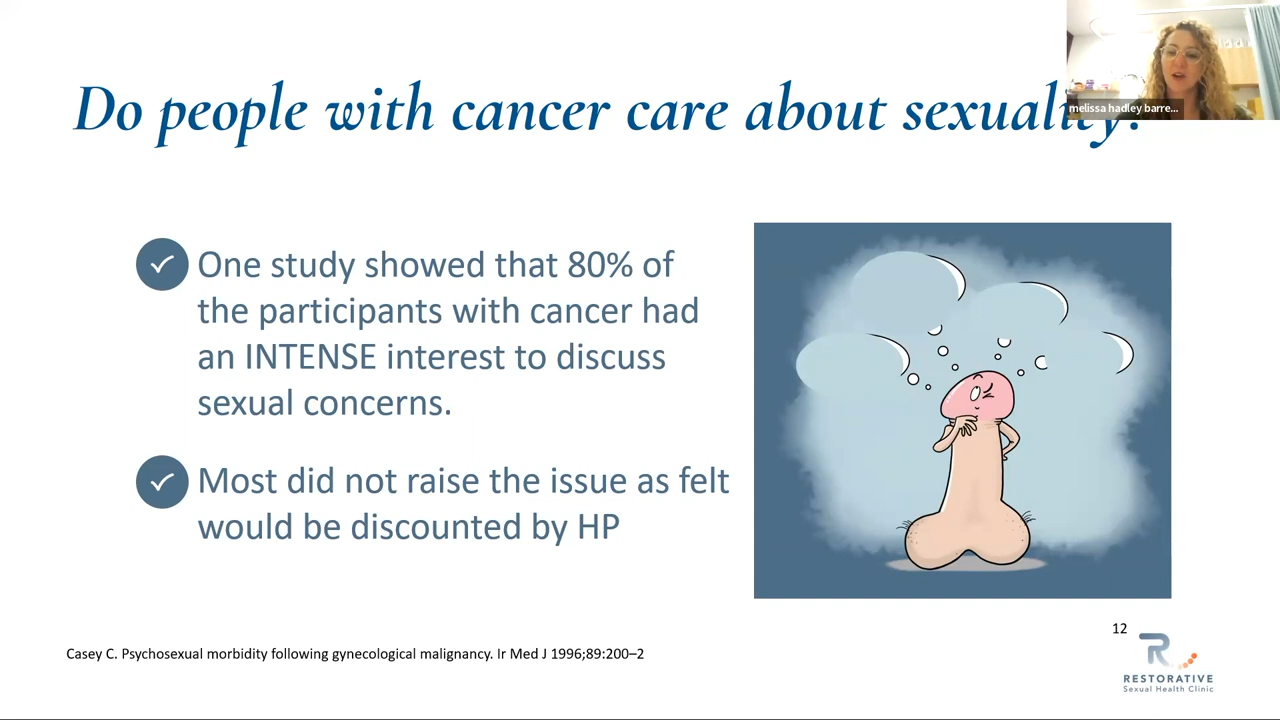 Do people with cancer care about sexuality?
melissa hadley barre...
One study showed that 80% of
the participants with cancer had
an INTENSE interest to discuss
sexual concerns.
Most did not raise the issue as felt
would be discounted by HP
12
Casey C. Psychosexual morbidity following gynecological malignancy. Ir Med J 1996;89:200–2
RESTORATIVE
Sexual Health Clinic